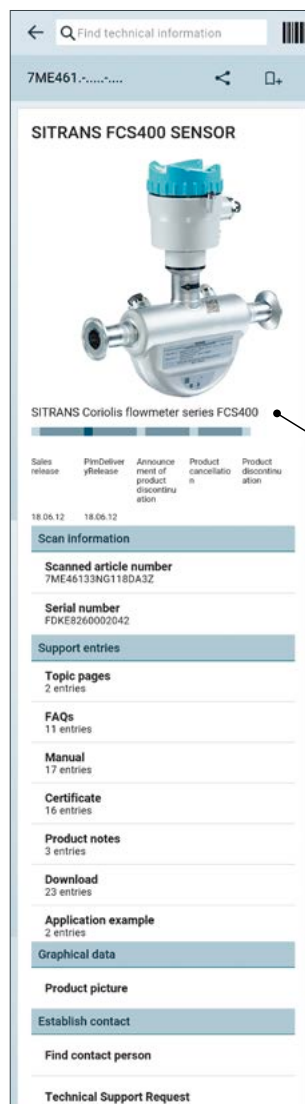 Find technical information
7ME461.-.....-....
SITRANS FCS400 SENSOR
SITRANS Coriolis flowmeter series FCS400
Sales
release
PlmDeliver
yRelease
Announce
ment of
product
discontinu
ation
Product
cancellatio
n
Product
discontinu
ation
18.06.12
18.06.12
Scan information
Scanned article number
7ME46133NG118DA3Z
Serial number
FDKE8260002042
Support entries
Topic pages
2 entries
FAQs
11 entries
Manual
17 entries
Certificate
16 entries
Product notes
3 entries
Download
23 entries
Application example
2 entries
Graphical data
Product picture
Establish contact
Find contact person
Technical Support Request